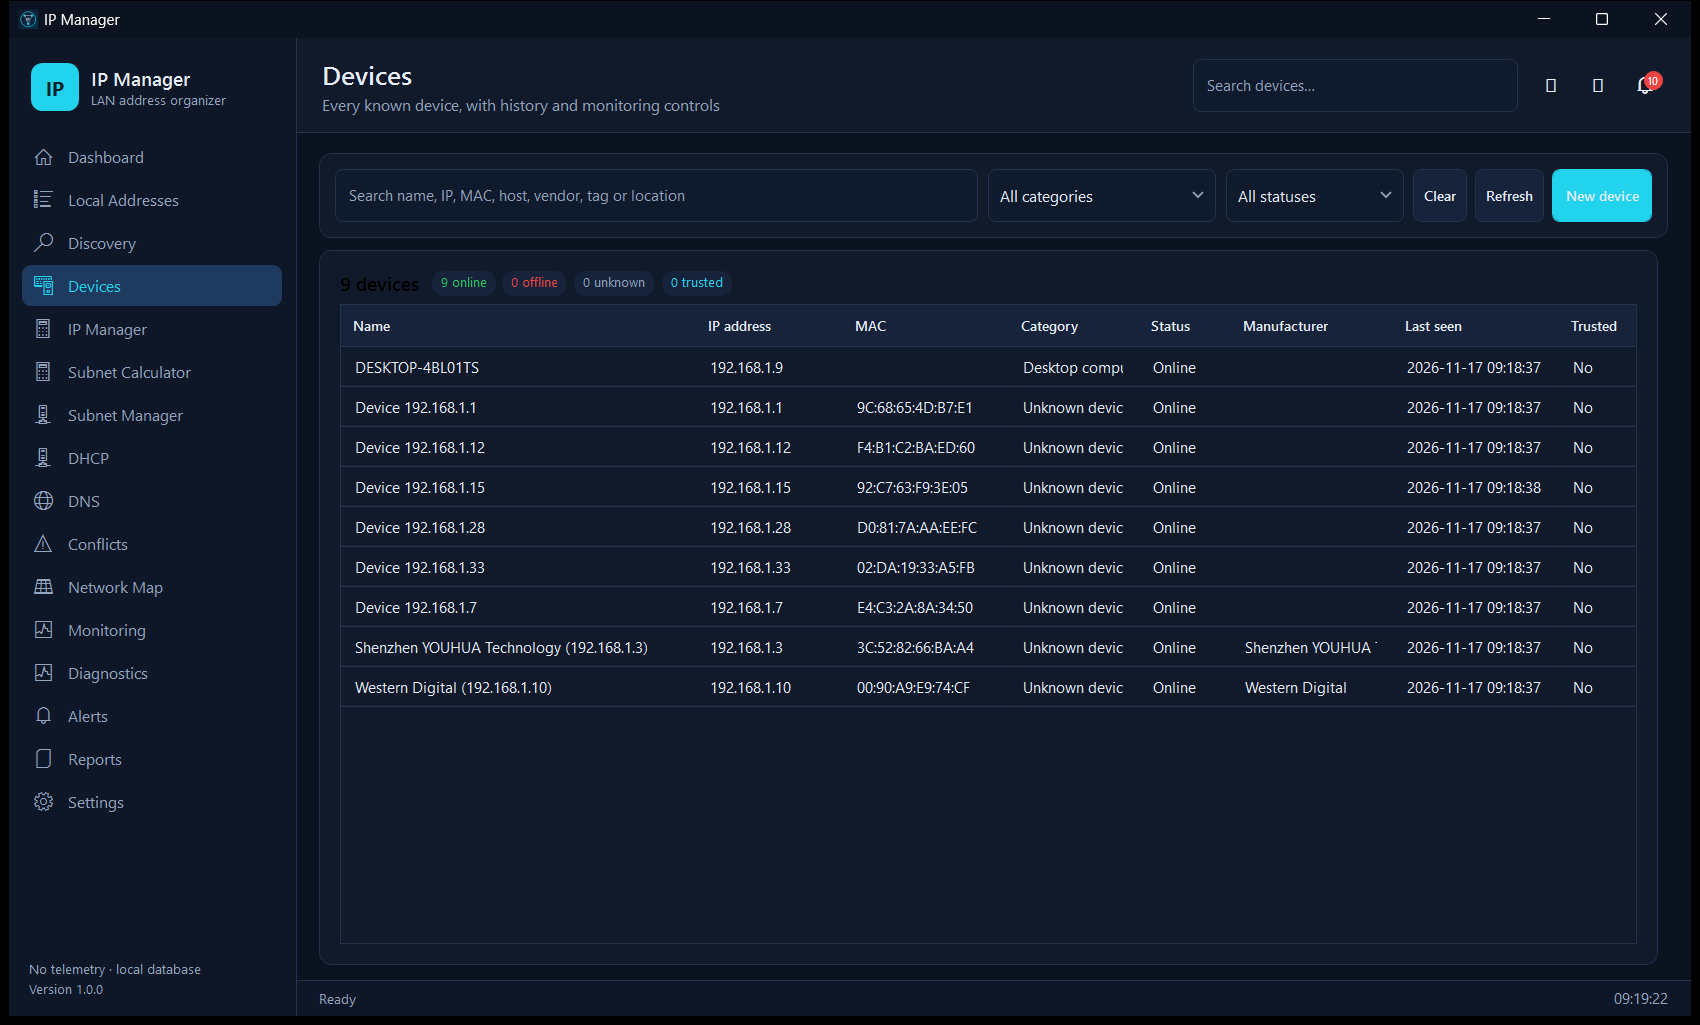 IP Manager
IP
IP Manager
LAN address organizer
Dashboard
Local Addresses
Discovery
Devices
IP Manager
Subnet Calculator
Subnet Manager
DHCP
DNS
Conflicts
Network Map
Monitoring
Diagnostics
Alerts
Reports
Settings
No telemetry · local database
Version 1.0.0
Devices
Every known device, with history and monitoring controls
Search devices...
10
Search name, IP, MAC, host, vendor, tag or location
All categories
All statuses
Clear
Refresh
New device
9 devices 9 online 0 offline 0 unknown 0 trusted
Name IP address MAC Category Status Manufacturer Last seen Trusted
DESKTOP-4BL01TS 192.168.1.9 Desktop compu Online 2026-11-17 09:18:37 No
Device 192.168.1.1 192.168.1.1 9C:68:65:4D:B7:E1 Unknown devic Online 2026-11-17 09:18:37 No
Device 192.168.1.12 192.168.1.12 F4:B1:C2:BA:ED:60 Unknown devic Online 2026-11-17 09:18:37 No
Device 192.168.1.15 192.168.1.15 92:C7:63:F9:3E:05 Unknown devic Online 2026-11-17 09:18:38 No
Device 192.168.1.28 192.168.1.28 D0:81:7A:AA:EE:FC Unknown devic Online 2026-11-17 09:18:37 No
Device 192.168.1.33 192.168.1.33 02:DA:19:33:A5:FB Unknown devic Online 2026-11-17 09:18:37 No
Device 192.168.1.7 192.168.1.7 E4:C3:2A:8A:34:50 Unknown devic Online 2026-11-17 09:18:37 No
Shenzhen YOUHUA Technology (192.168.1.3) 192.168.1.3 3C:52:82:66:BA:A4 Unknown devic Online Shenzhen YOUHUA 2026-11-17 09:18:37 No
Western Digital (192.168.1.10) 192.168.1.10 00:90:A9:E9:74:CF Unknown devic Online Western Digital 2026-11-17 09:18:37 No
Ready
09:19:22